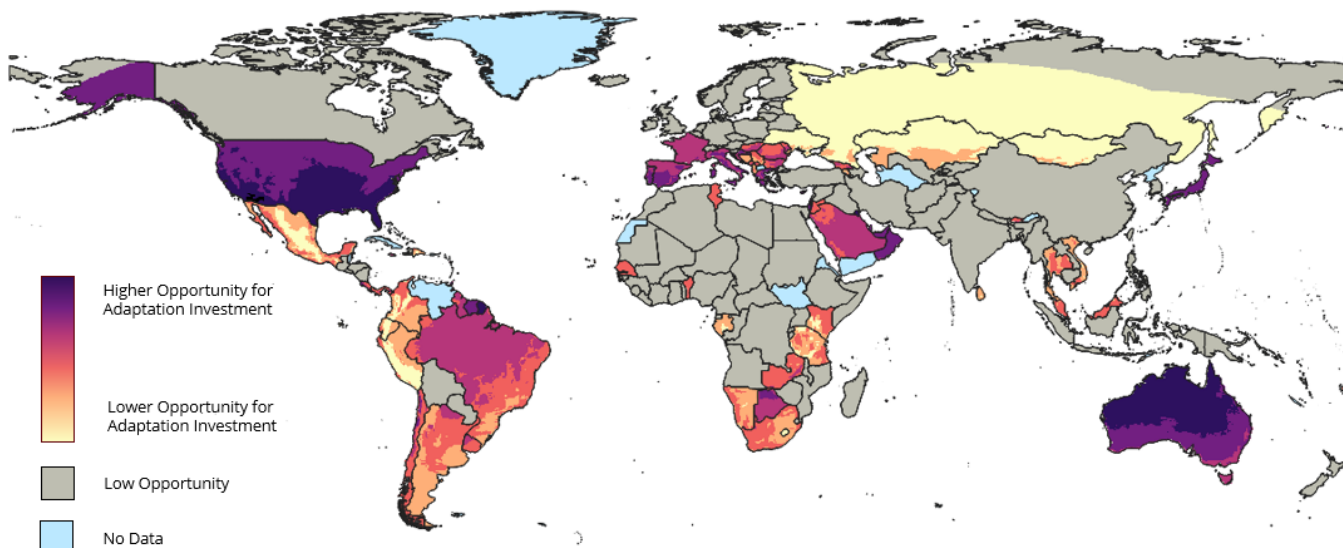 Higher Opportunity for
Adaptation Investment
Lower Opportunity for
Adaptation Investment
Low Opportunity
No Data